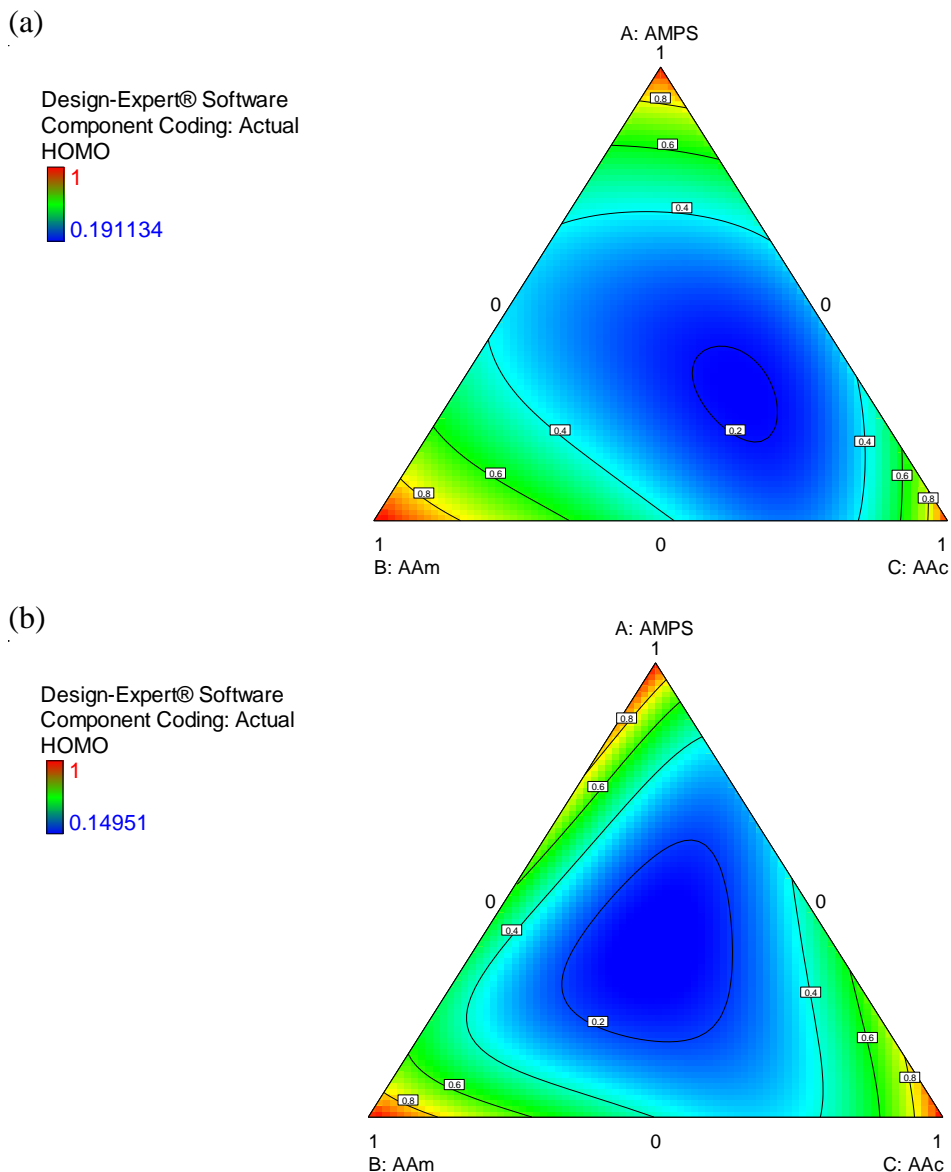 (a)
A: AMPS
1
Design-Expert® Software
Component Coding: Actual
HOMO
1
0.191134
0.8
0.6
0.4
0 0
0.4 0.2 0.4
0.6 0.6
0.8 0.8
1 0 1
B: AAm C: AAc
(b)
A: AMPS
1
Design-Expert® Software
Component Coding: Actual
HOMO
1
0.14951
0.8
0.6
0 0
0.4
0.4
0.2
0.6
0.6 0.8
0.8
1 0 1
B: AAm C: AAc